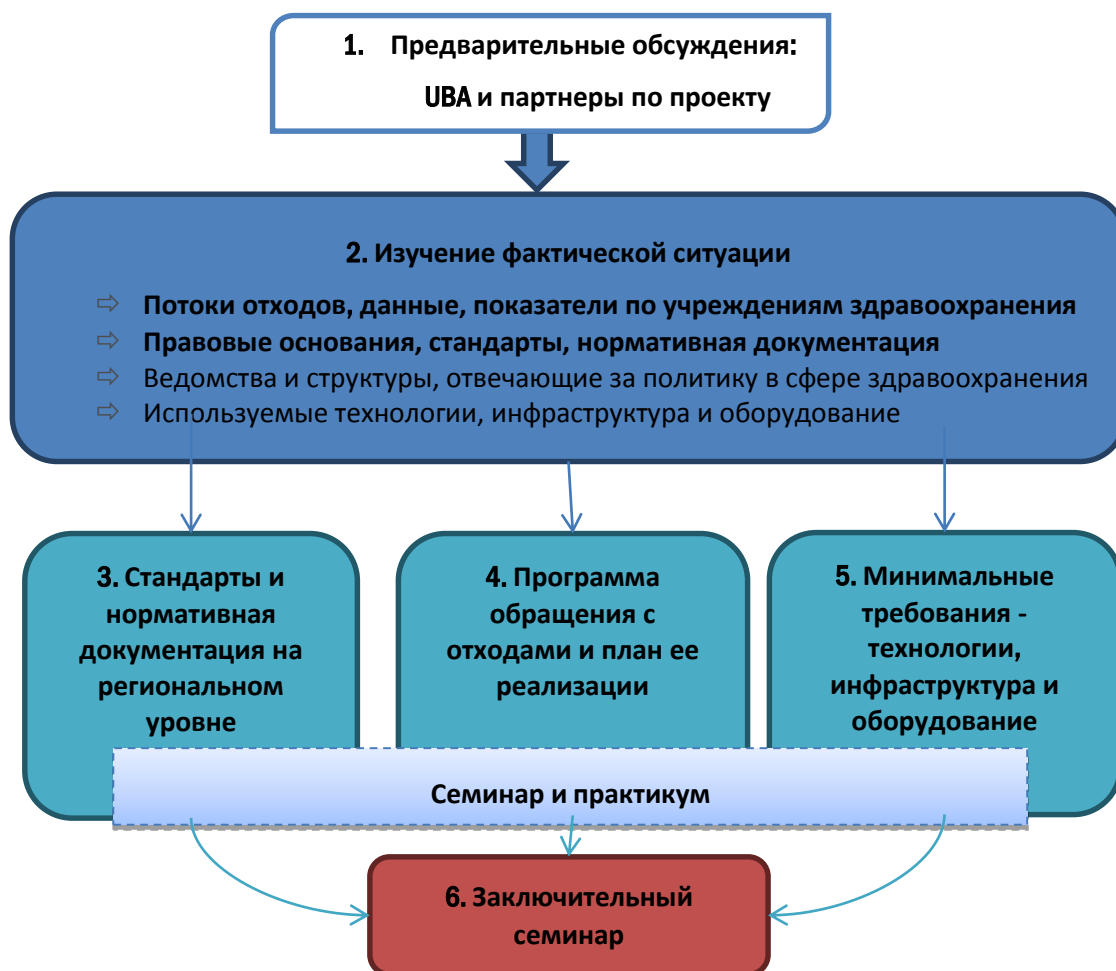 1. Предварительные обсуждения:
UBA и партнеры по проекту
2. Изучение фактической ситуации
⇨ Потоки отходов, данные, показатели по учреждениям здравоохранения
⇨ Правовые основания, стандарты, нормативная документация
⇨ Ведомства и структуры, отвечающие за политику в сфере здравоохранения
⇨ Используемые технологии, инфраструктура и оборудование
3. Стандарты и
нормативная
документация на
региональном
уровне
4. Программа
обращения с
отходами и план ее
реализации
5. Минимальные
требования -
технологии,
инфраструктура и
оборудование
Семинар и практикум
6. Заключительный
семинар